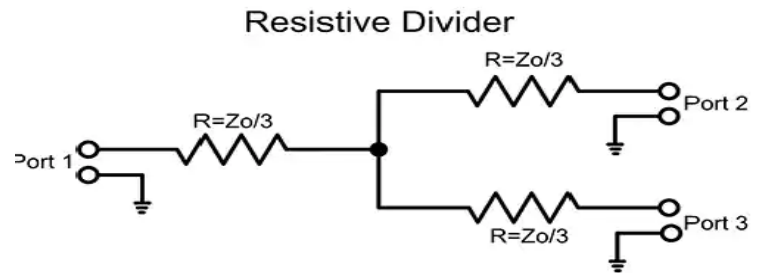 Resistive Divider
R=Zo/3
Port 2
R=Zo/3
Port 1
Port 3
R=Zo/3